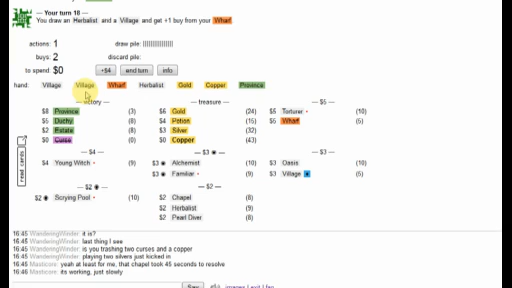 — Your turn 18 —
You draw an Herbalist and a Village and get +1 buy from your Wharf.
actions: 1
draw pile:
buys: 2
discard pile:
to spend: $0
+$4 end turn info
hand: Village Village Wharf Herbalist Gold Copper Province
— victory —
$8 Province (3)
$5 Duchy (8)
$2 Estate (8)
$0 Curse (0)
— treasure —
$6 Gold (24)
$4 Potion (15)
$3 Silver (32)
$0 Copper (43)
— $5 —
$5 Torturer (10)
$5 Wharf (5)
— $4 —
$4 Young Witch (9)
— $3 —
$3 Alchemist (10)
$3 Familiar (9)
— $3 —
$3 Oasis (10)
$3 Village (5)
— $2 —
$2 Scrying Pool (10)
— $2 —
$2 Chapel (8)
$2 Herbalist (9)
$2 Pearl Diver (8)
read cards
16:45 WanderingWinder: it is?
16:45 WanderingWinder: last thing I see
16:45 WanderingWinder: is you trashing two curses and a copper
16:45 WanderingWinder: playing two silvers just kicked in
16:45 Masticore: yeah at least for me, that chapel took 45 seconds to resolve
16:46 Masticore: its working, just slowly
Say